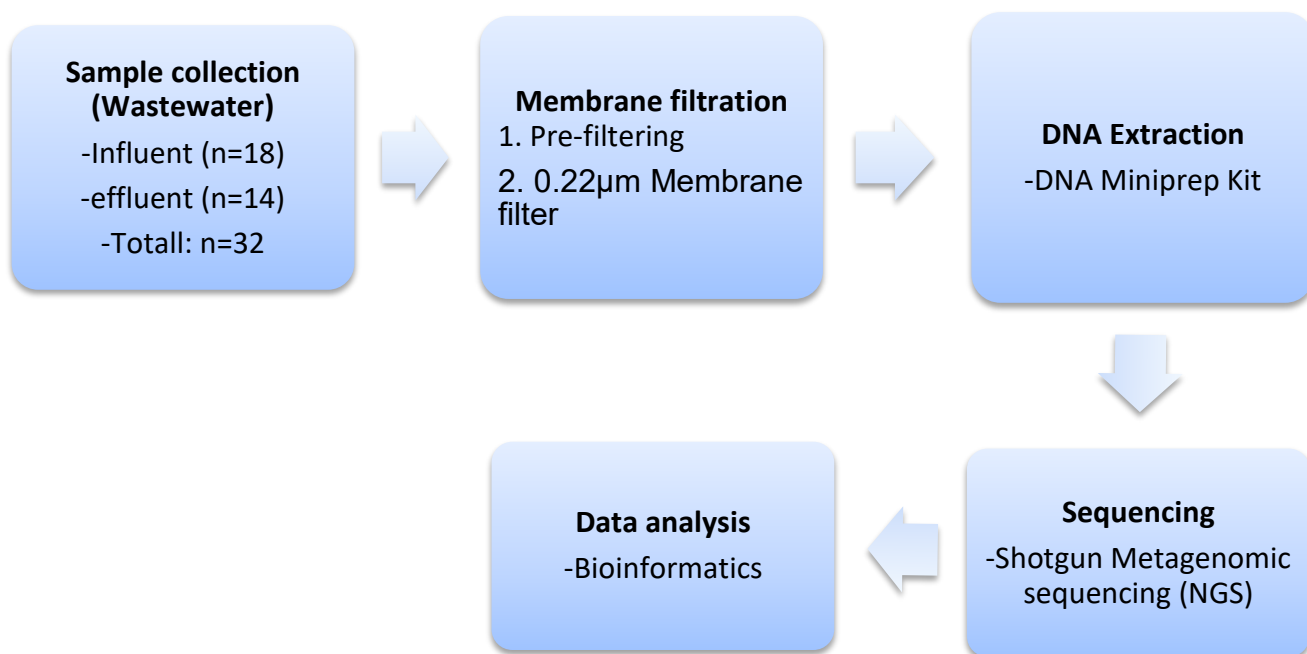 Sample collection
(Wastewater)
-Influent (n=18)
-effluent (n=14)
-Totall: n=32
Membrane filtration
1. Pre-filtering
2. 0.22µm Membrane
filter
DNA Extraction
-DNA Miniprep Kit
Sequencing
-Shotgun Metagenomic
sequencing (NGS)
Data analysis
-Bioinformatics